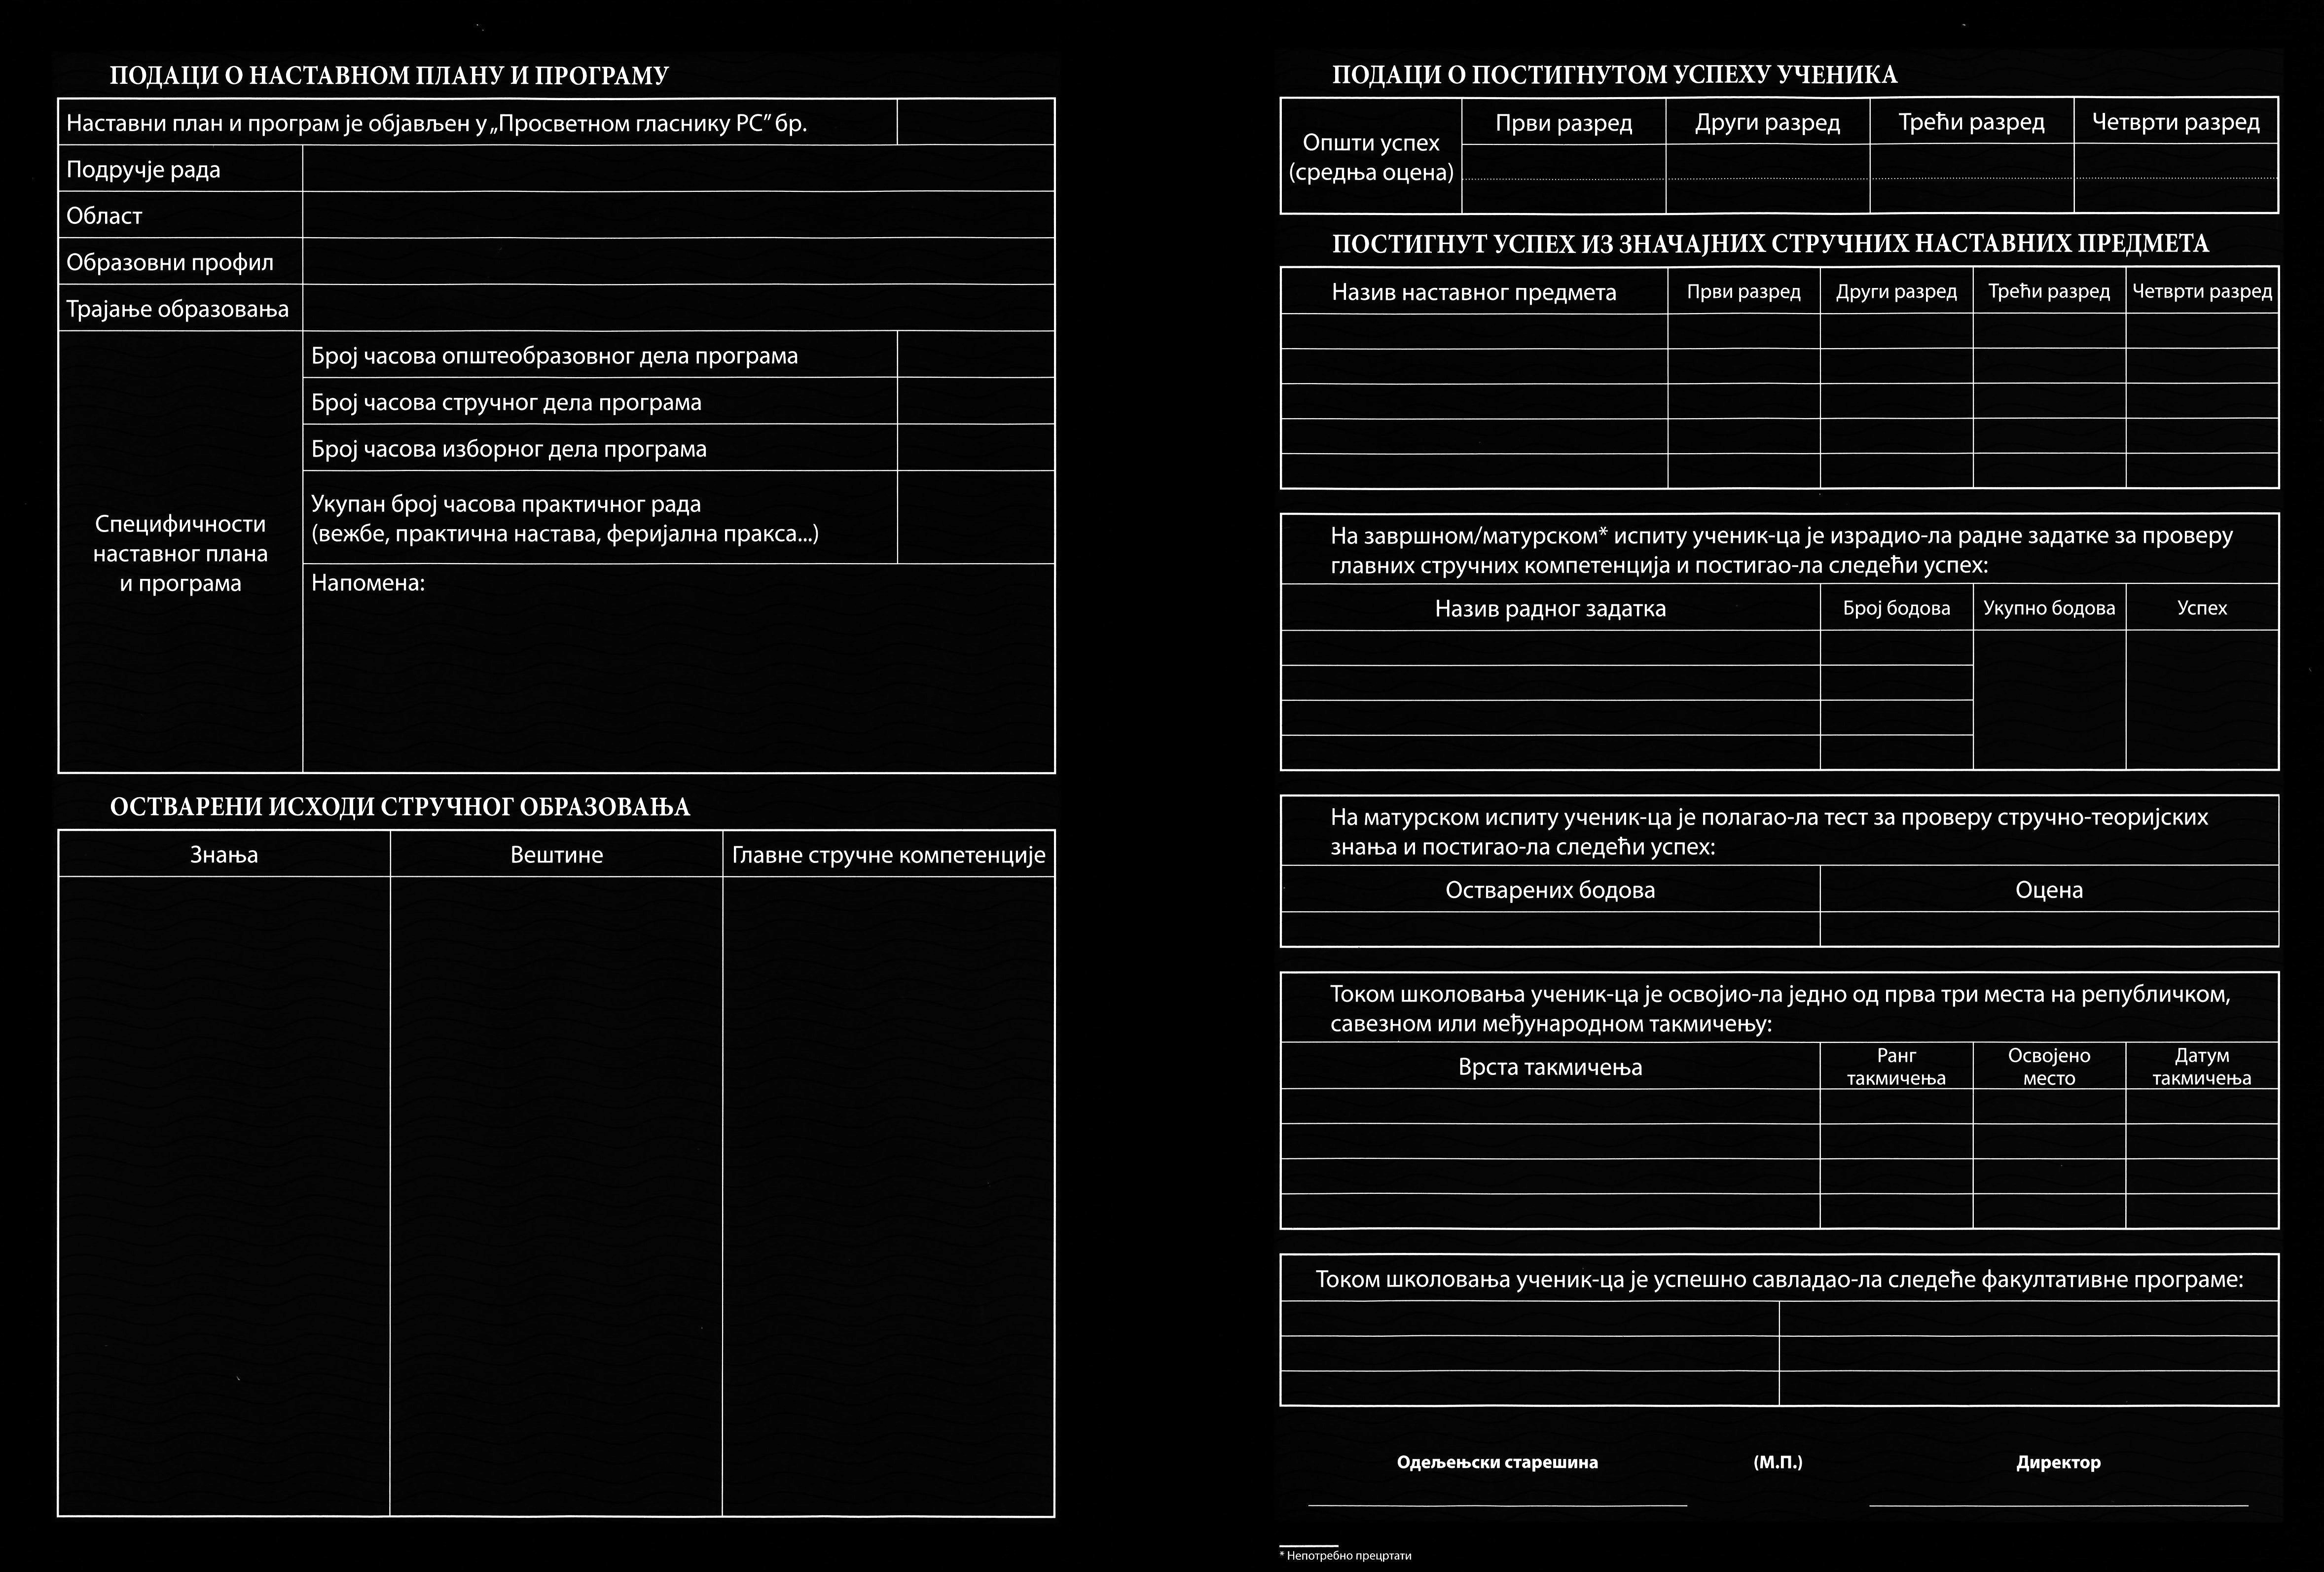 ПОДАЦИ О НАСТАВНОМ ПЛАНУ И ПРОГРАМУ
Наставни план и програм је објављен у „Просветном гласнику РС” бр.
Подручје рада
Област
Образовни профил
Трајање образовања
Специфичности
наставног плана
и програма
Број часова општеобразовног дела програма
Број часова стручног дела програма
Број часова изборног дела програма
Укупан број часова практичног рада
(вежбе, практична настава, феријална пракса...)
Напомена:
ОСТВАРЕНИ ИСХОДИ СТРУЧНОГ ОБРАЗОВАЊА
Знања Вештине Главне стручне компетенције
ПОДАЦИ О ПОСТИГНУТОМ УСПЕХУ УЧЕНИКА
Општи успех
(средња оцена)
Први разред Други разред Трећи разред Четврти разред
ПОСТИГНУТ УСПЕХ ИЗ ЗНАЧАЈНИХ СТРУЧНИХ НАСТАВНИХ ПРЕДМЕТА
Назив наставног предмета Први разред Други разред Трећи разред Четврти разред
На завршном/матурском* испиту ученик-ца је израдио-ла радне задатке за проверу
главних стручних компетенција и постигао-ла следећи успех:
Назив радног задатка Број бодова Укупно бодова Успех
На матурском испиту ученик-ца је полагао-ла тест за проверу стручно-теоријских
знања и постигао-ла следећи успех:
Остварених бодова Оцена
Током школовања ученик-ца је освојио-ла једно од прва три места на републичком,
савезном или међународном такмичењу:
Врста такмичења
Ранг
такмичења
Освојено
место
Датум
такмичења
Током школовања ученик-ца је успешно савладао-ла следеће факултативне програме:
Одељењски старешина (М.П.) Директор
* Непотребно прецртати